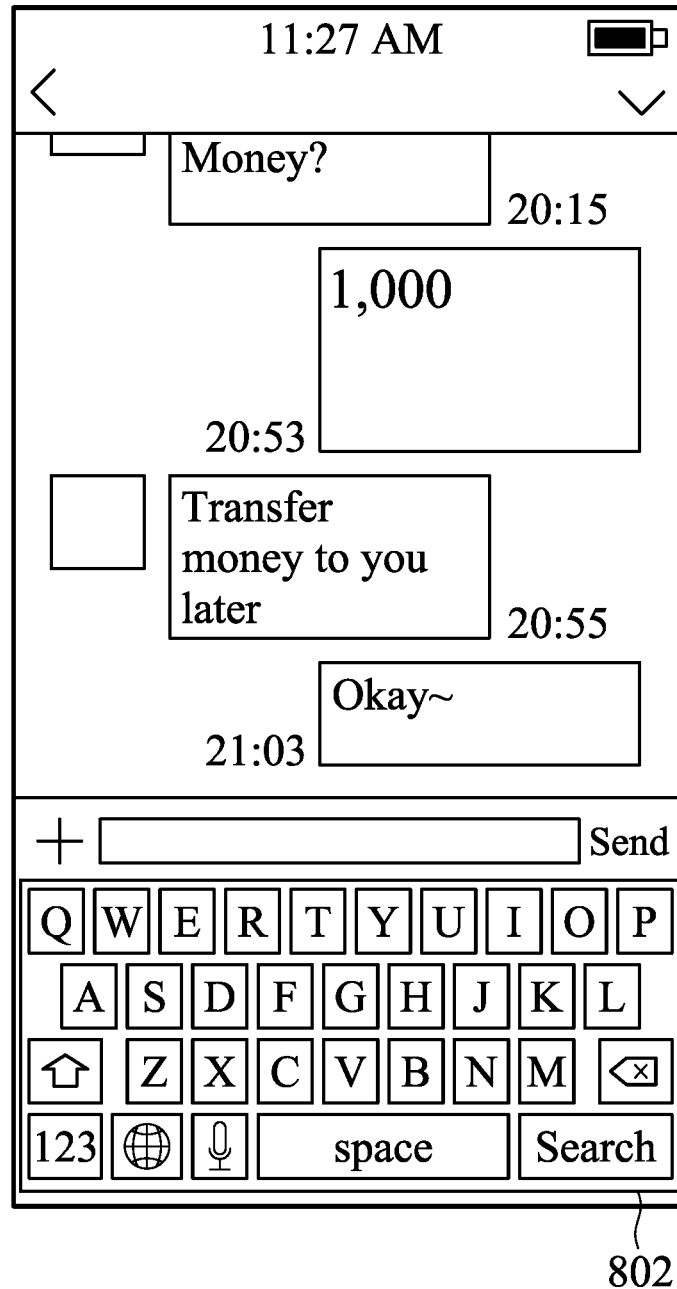 11:27 AM
Money?
20:15
1,000
20:53
Transfer
money to you
later
20:55
Okay~
21:03
Send
Q W E R T Y U I O P
A S D F G H J K L
Z X C V B N M
123 space Search
802